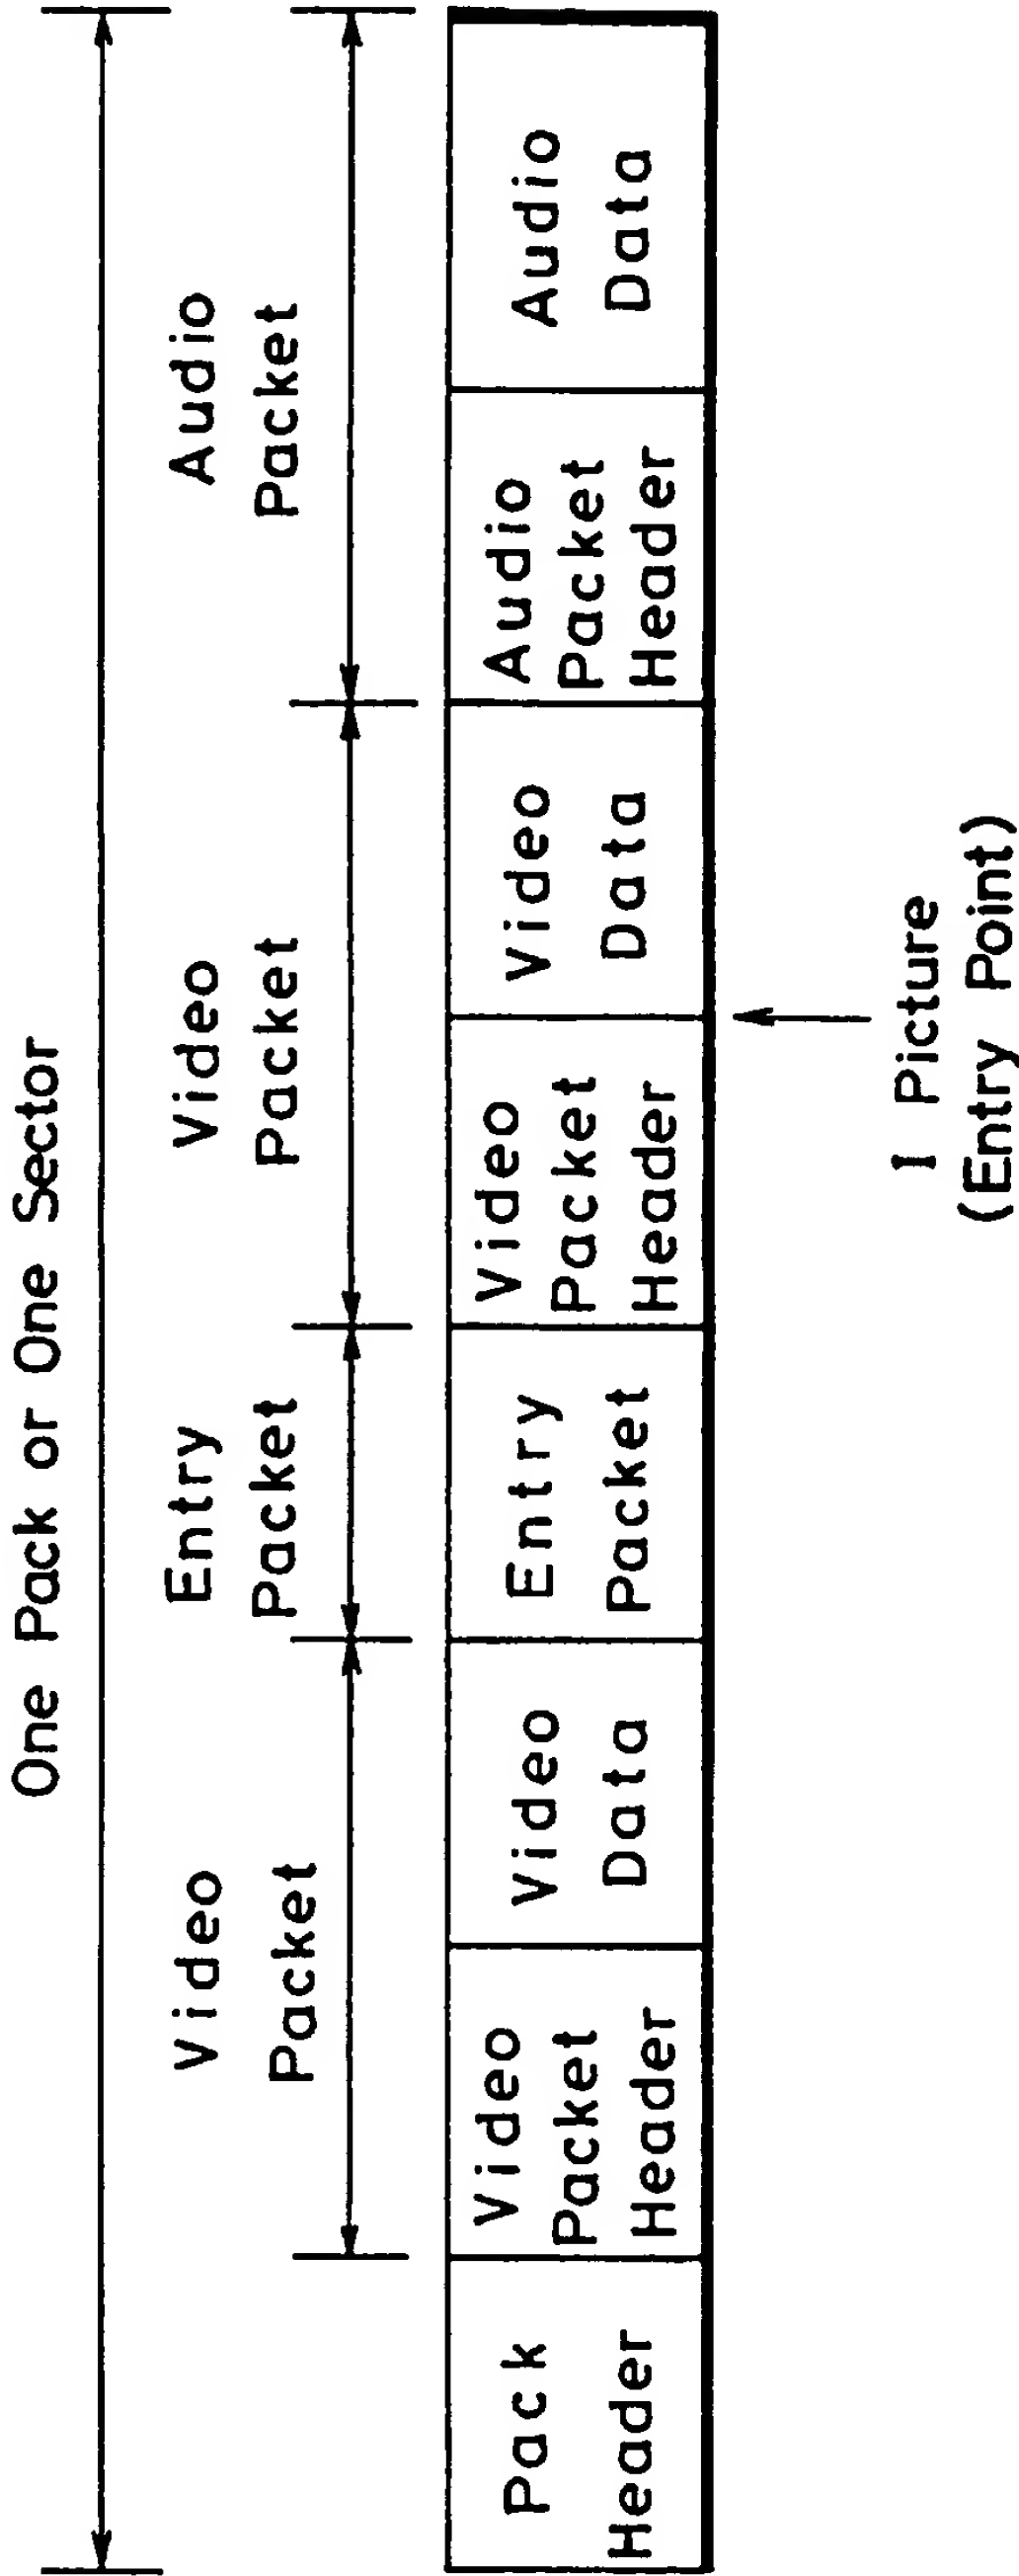 One Pack or One Sector
Video
Packet
Entry
Packet
Video
Packet
Audio
Packet
Pack
Header
Video
Packet
Header
Video
Data
Entry
Packet
Video
Packet
Header
Video
Data
Audio
Packet
Header
Audio
Data
I Picture
(Entry Point)